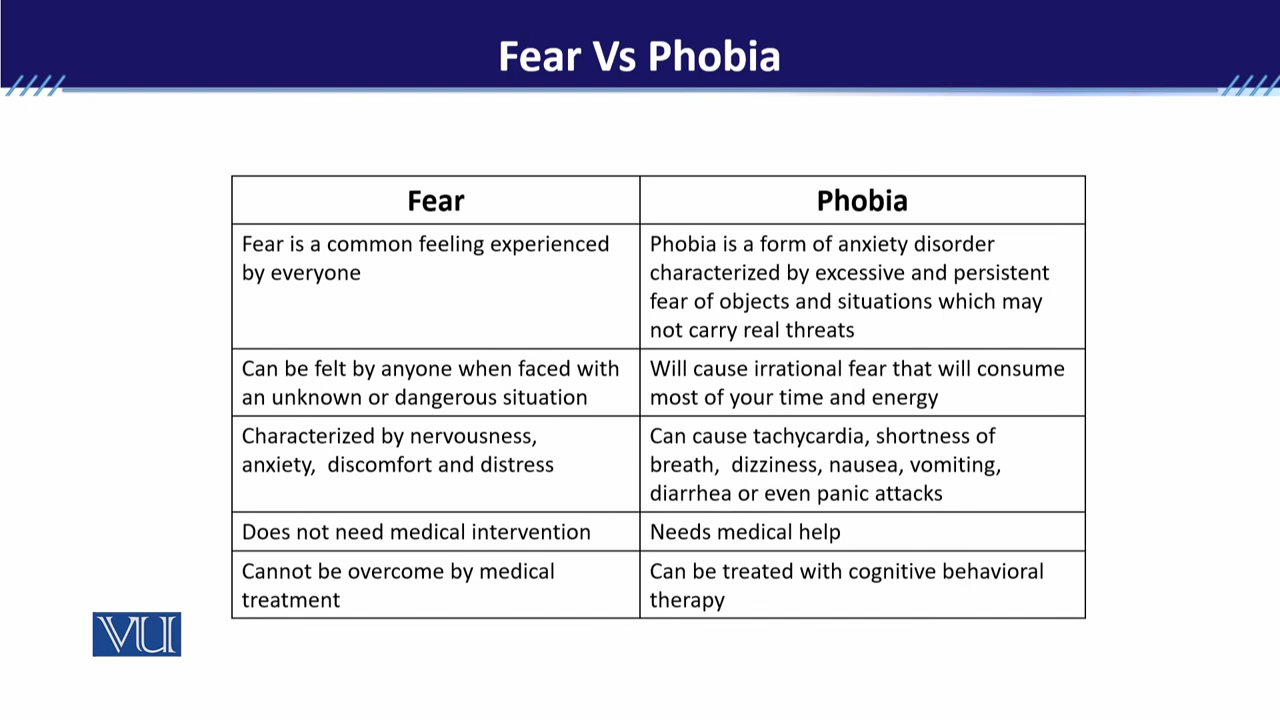 Fear Vs Phobia
Fear
Phobia
Fear is a common feeling experienced
by everyone
Phobia is a form of anxiety disorder
characterized by excessive and persistent
fear of objects and situations which may
not carry real threats
Can be felt by anyone when faced with
an unknown or dangerous situation
Will cause irrational fear that will consume
most of your time and energy
Characterized by nervousness,
anxiety,  discomfort and distress
Can cause tachycardia, shortness of
breath,  dizziness, nausea, vomiting,
diarrhea or even panic attacks
Does not need medical intervention
Needs medical help
Cannot be overcome by medical
treatment
Can be treated with cognitive behavioral
therapy
VU